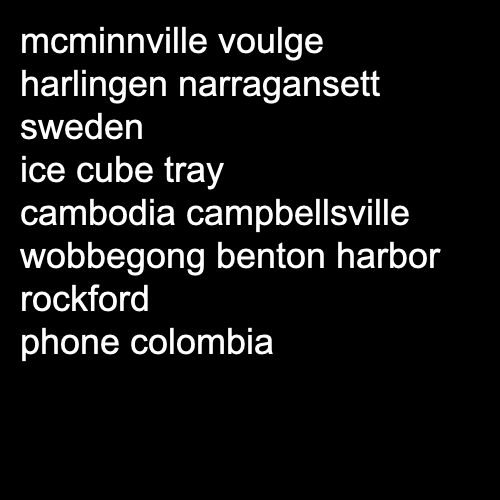 mcminnville voulge
harlingen narragansett
sweden
ice cube tray
cambodia campbellsville
wobbegong benton harbor
rockford
phone colombia